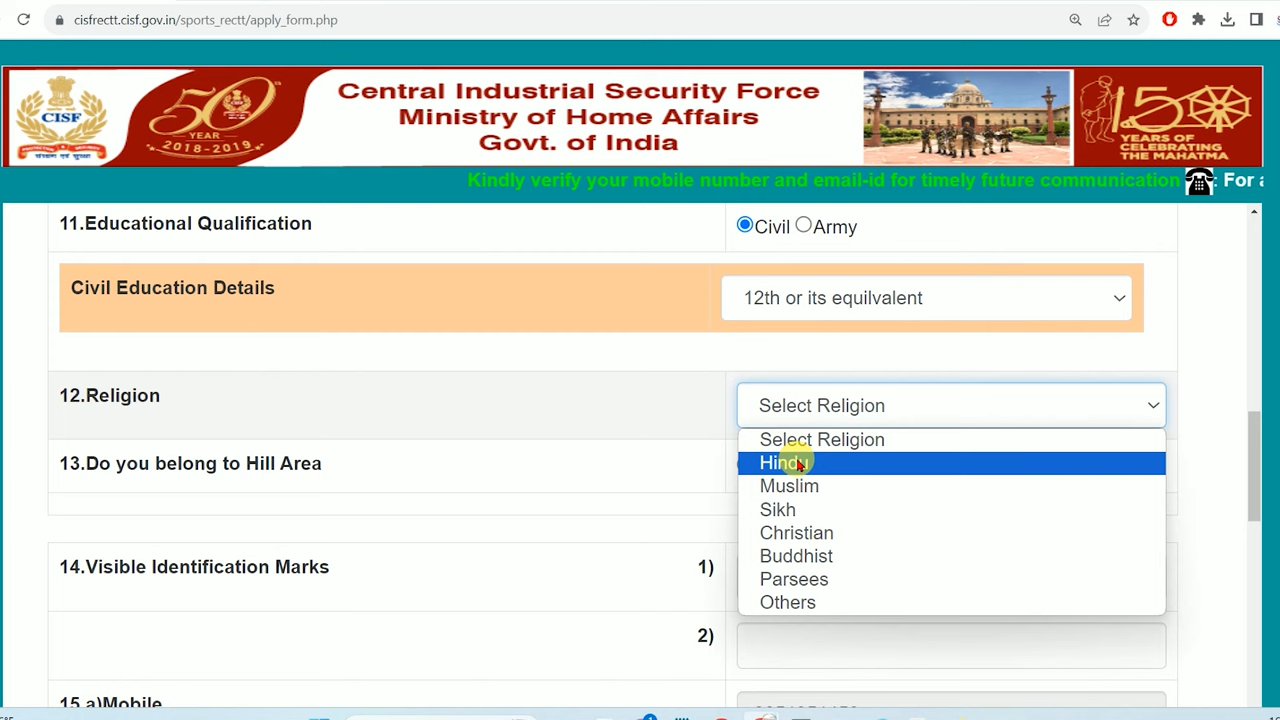 cisfrectt.cisf.gov.in/sports_rectt/apply_form.php
CISF
50
YEAR
2018-2019
Central Industrial Security Force
Ministry of Home Affairs
Govt. of India
150
YEARS OF
CELEBRATING
THE MAHATMA
Kindly verify your mobile number and email-id for timely future communication : For a
11.Educational Qualification
Civil Army
Civil Education Details
12th or its equilvalent
12.Religion
Select Religion
Select Religion
Hindu
13.Do you belong to Hill Area
Muslim
Sikh
Christian
Buddhist
14.Visible Identification Marks 1)
Parsees
Others
2)
15.a)Mobile